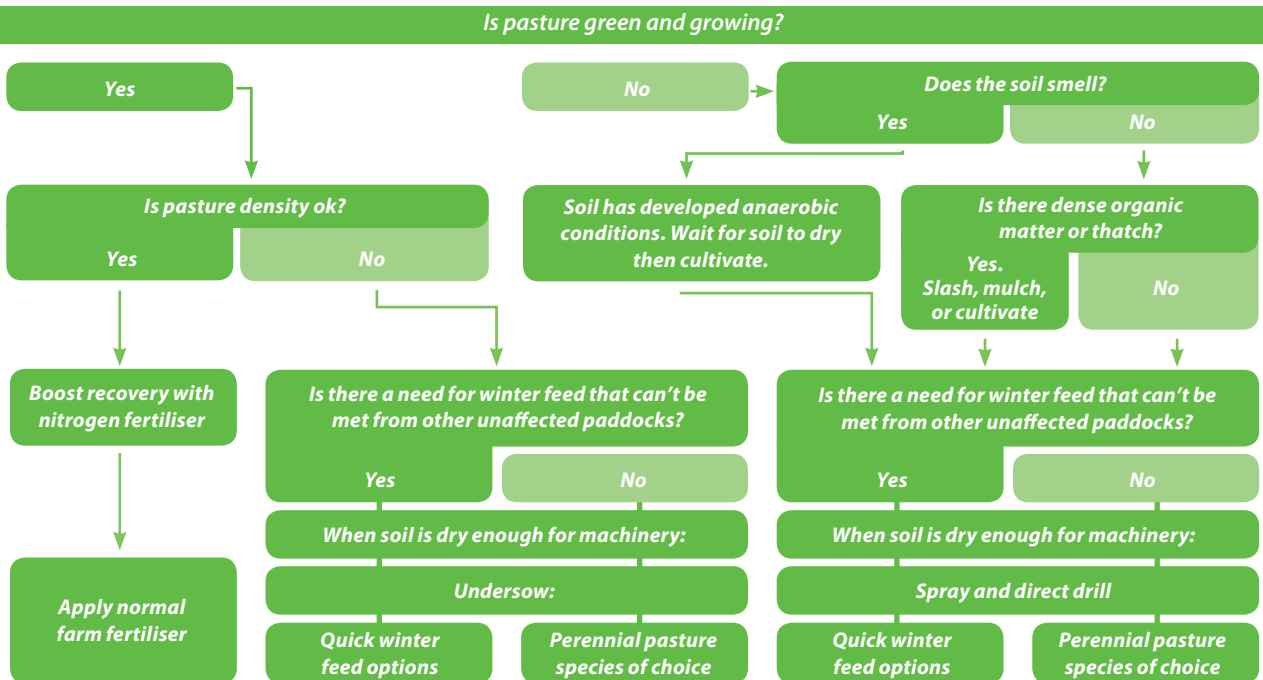 Is pasture green and growing?
Yes
No
Does the soil smell?
Yes
No
Is pasture density ok?
Yes
No
Soil has developed anaerobic
conditions. Wait for soil to dry
then cultivate.
Is there dense organic
matter or thatch?
Yes.
Slash, mulch,
or cultivate
No
Boost recovery with
nitrogen fertiliser
Is there a need for winter feed that can't be
met from other unaffected paddocks?
Yes
No
Is there a need for winter feed that can't be
met from other unaffected paddocks?
Yes
No
When soil is dry enough for machinery:
When soil is dry enough for machinery:
Apply normal
farm fertiliser
Undersow:
Spray and direct drill
Quick winter
feed options
Perennial pasture
species of choice
Quick winter
feed options
Perennial pasture
species of choice